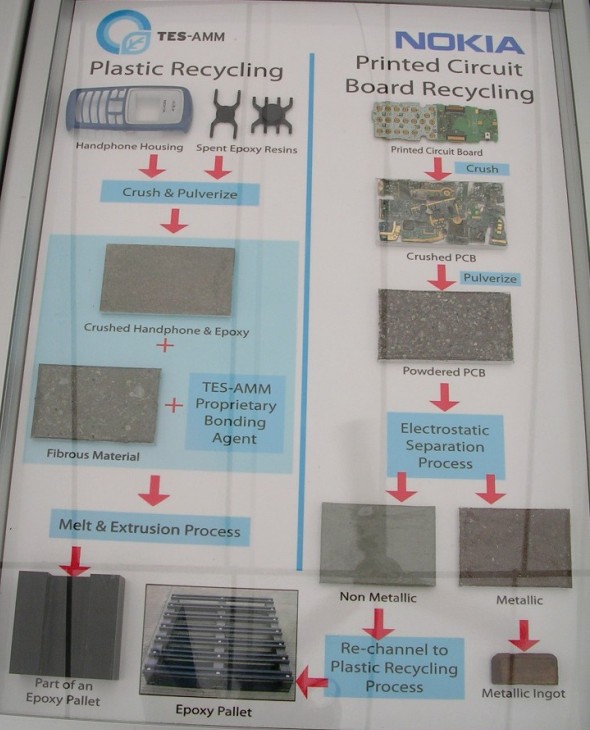 TES-AMM
Plastic Recycling
Handphone Housing
Spent Epoxy Resins
Crush & Pulverize
Crushed Handphone & Epoxy
+
Fibrous Material
+
TES-AMM
Proprietary
Bonding
Agent
Melt & Extrusion Process
Part of an
Epoxy Pallet
Epoxy Pallet
NOKIA
Printed Circuit
Board Recycling
Printed Circuit Board
Crush
Crushed PCB
Pulverize
Powdered PCB
Electrostatic
Separation
Process
Non Metallic
Metallic
Re-channel to
Plastic Recycling
Process
Metallic Ingot